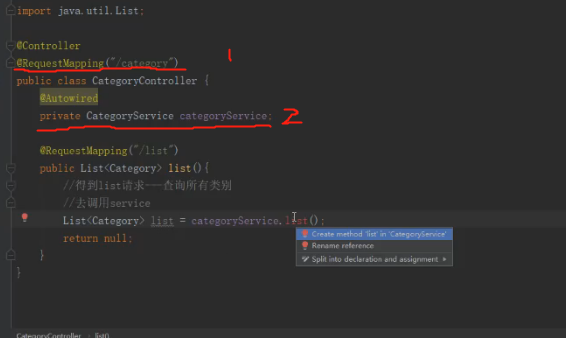 import java.util.List;
@Controller
@RequestMapping("/category") 1
public class CategoryController {
@Autowired
private CategoryService categoryService; 2
@RequestMapping("/list")
public List<Category> list(){
//得到list请求---查询所有类别
//去调用service
List<Category> list = categoryService.list();
Create method 'list' in 'CategoryService'
return null;
Rename reference
Split into declaration and assignment
}
}
CategoryController › list()